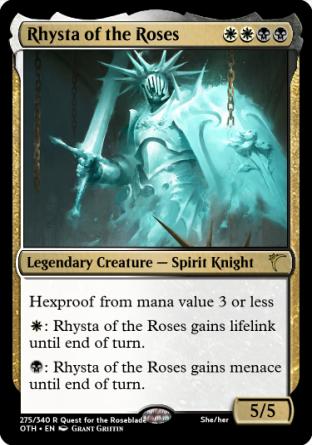 Rhysta of the Roses
Legendary Creature — Spirit Knight
Hexproof from mana value 3 or less
: Rhysta of the Roses gains lifelink
until end of turn.
: Rhysta of the Roses gains menace
until end of turn.
275/340 R Quest for the Roseblade She/her
OTH • EN Grant Griffin
5/5